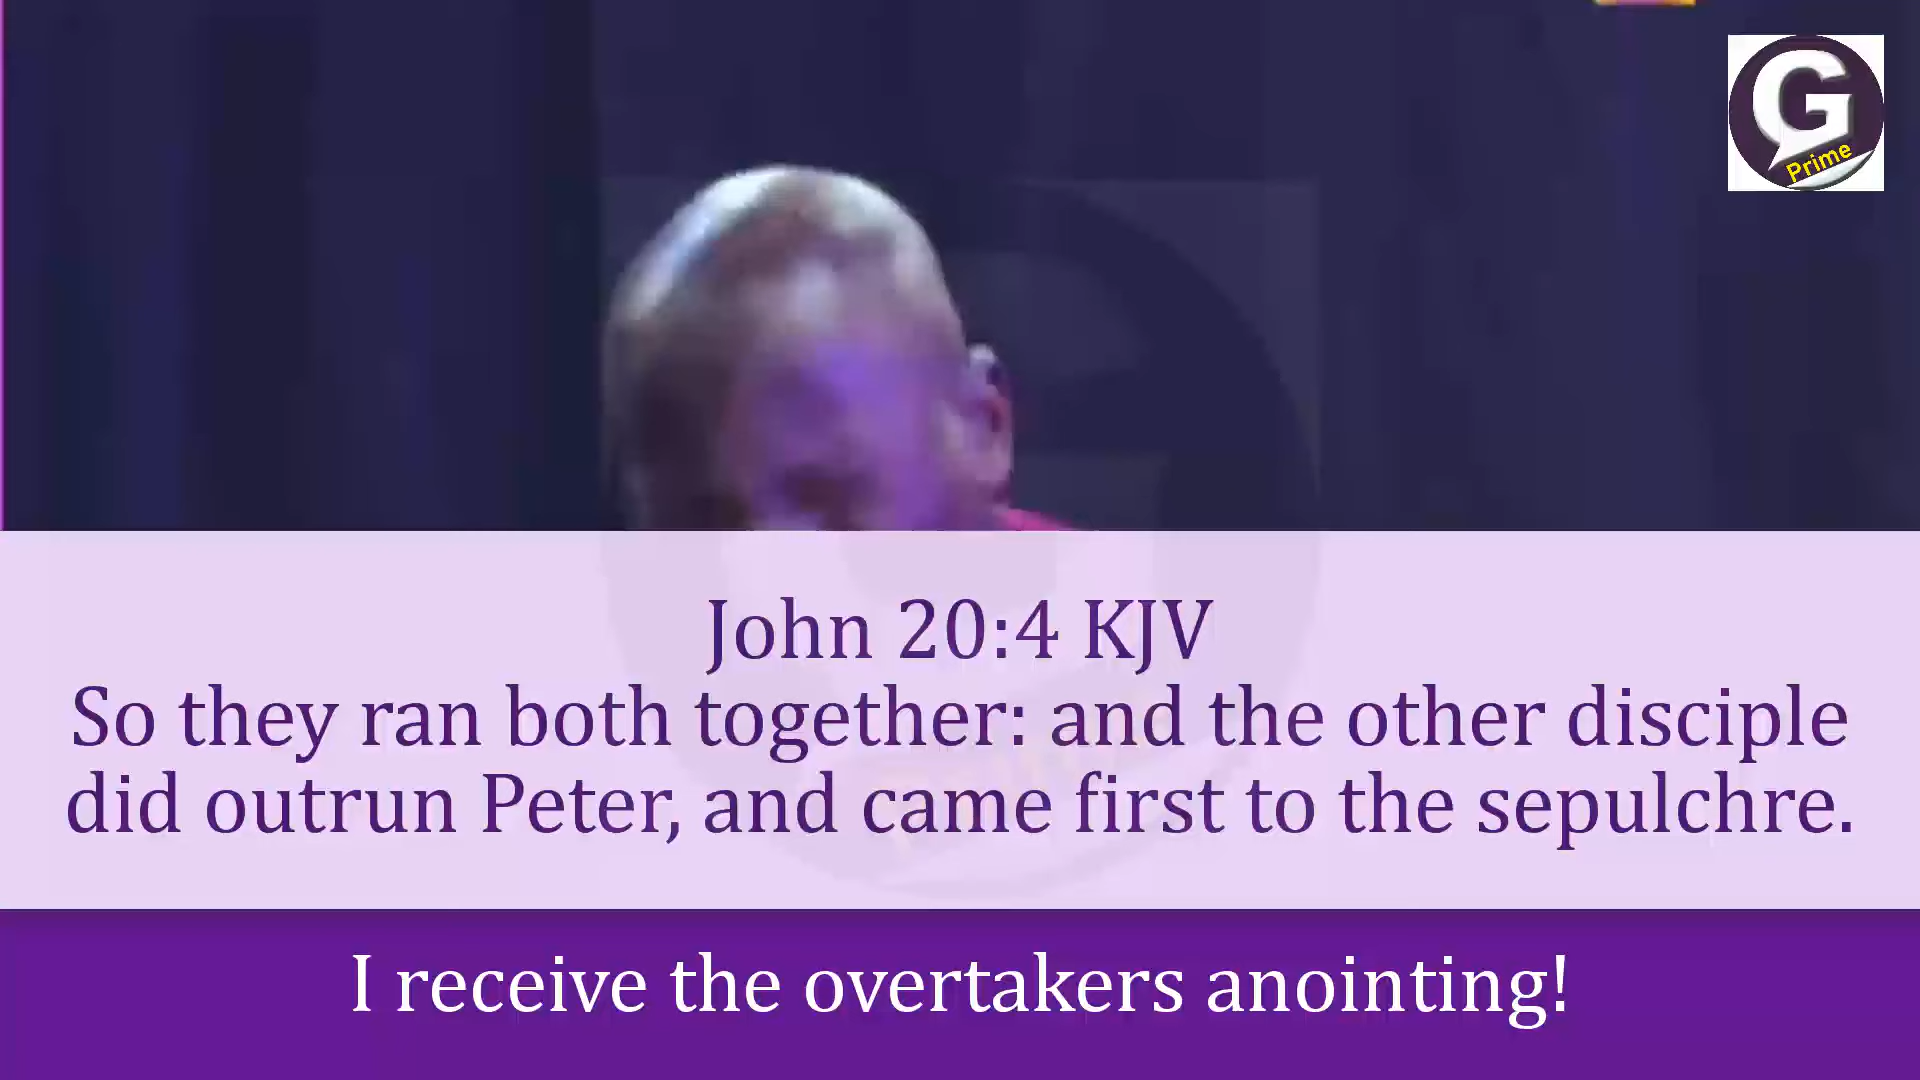 G
Prime
John 20:4 KJV
So they ran both together: and the other disciple
did outrun Peter, and came first to the sepulchre.
I receive the overtakers anointing!